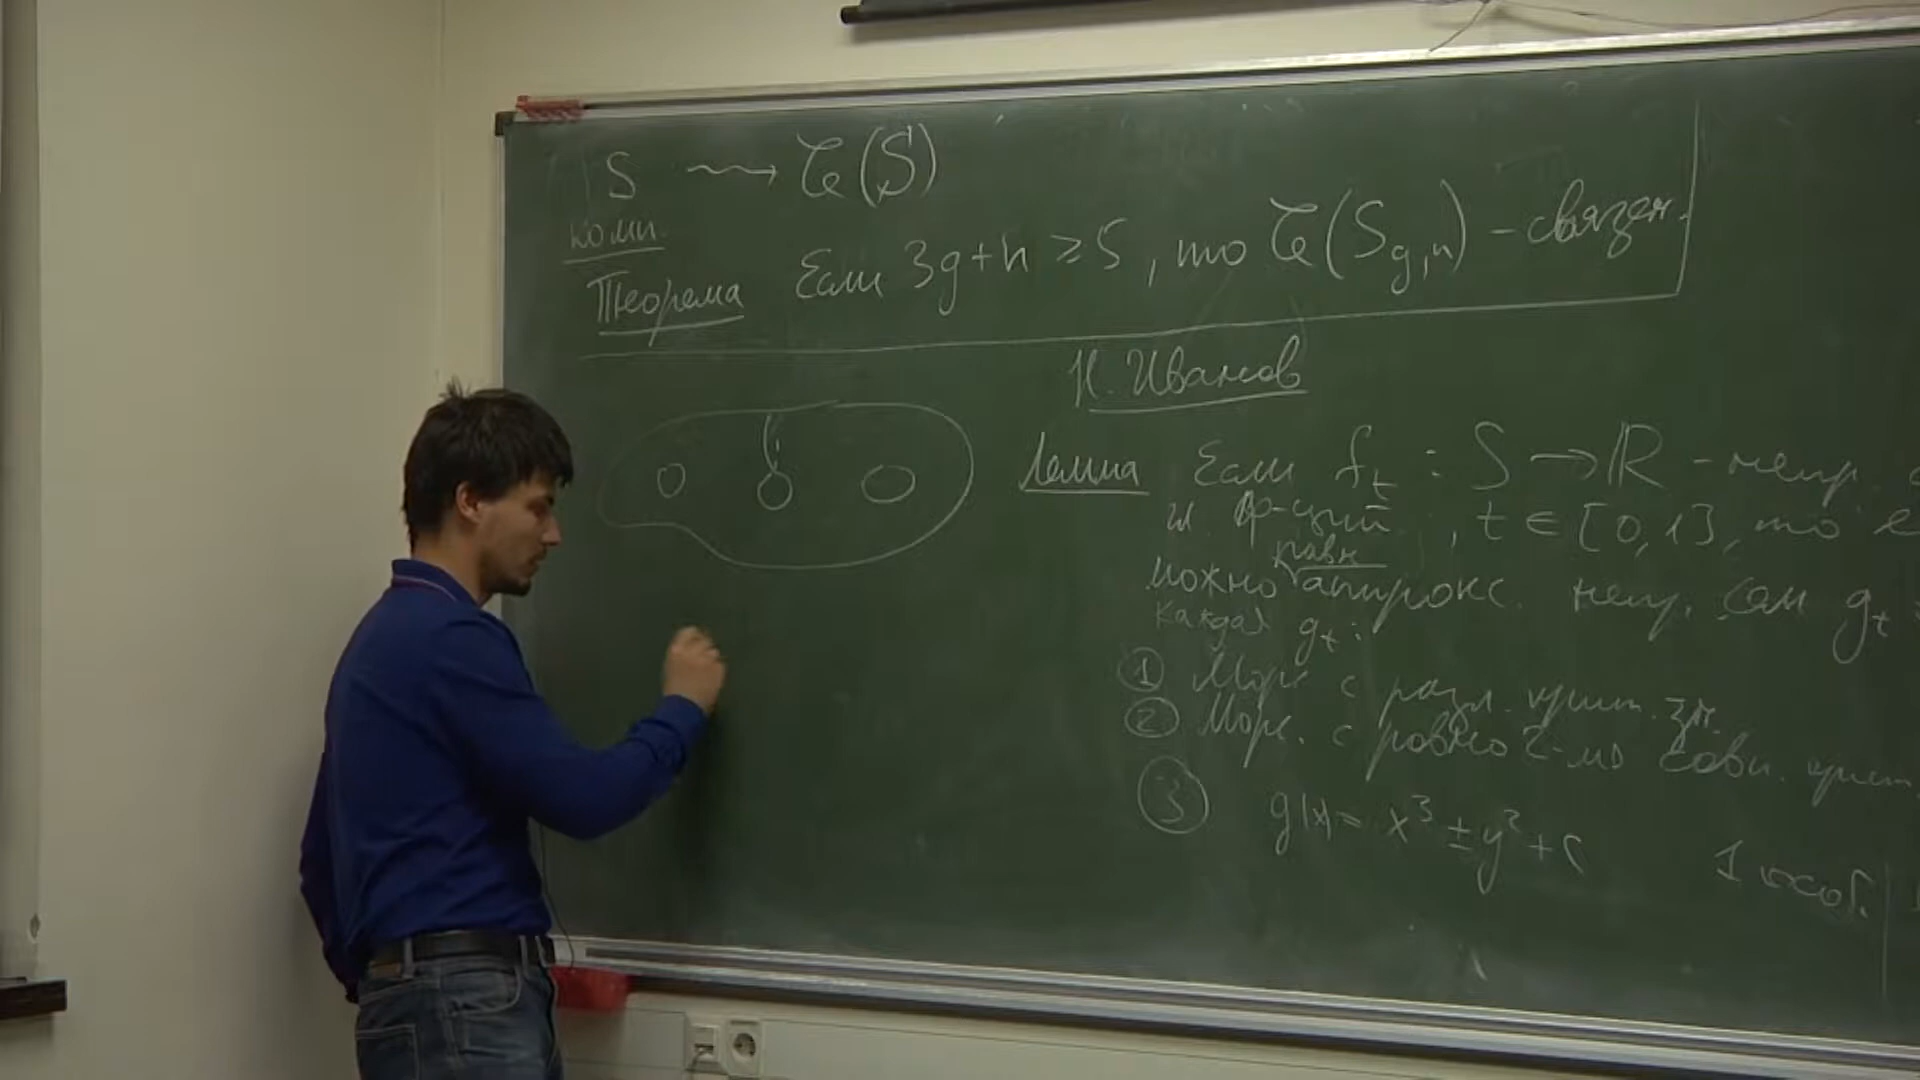 S ⇝ 𝒞(S)
комп.
Теорема Если 3g+n ≥ 5, то 𝒞(S_{g,n}) - связен.
Н. Иванов
Лемма Если f_t : S → ℝ - непр.
ф-ций, t ∈ [0,1], то
равн.
можно аппрокс. непр. сем g_t
каждая g_t :
① Морс с разл. крит. зн.
② Морс. с ровно 2-мя совп. крит.
③ g(x) = x³ ± y² + c 1 особ.